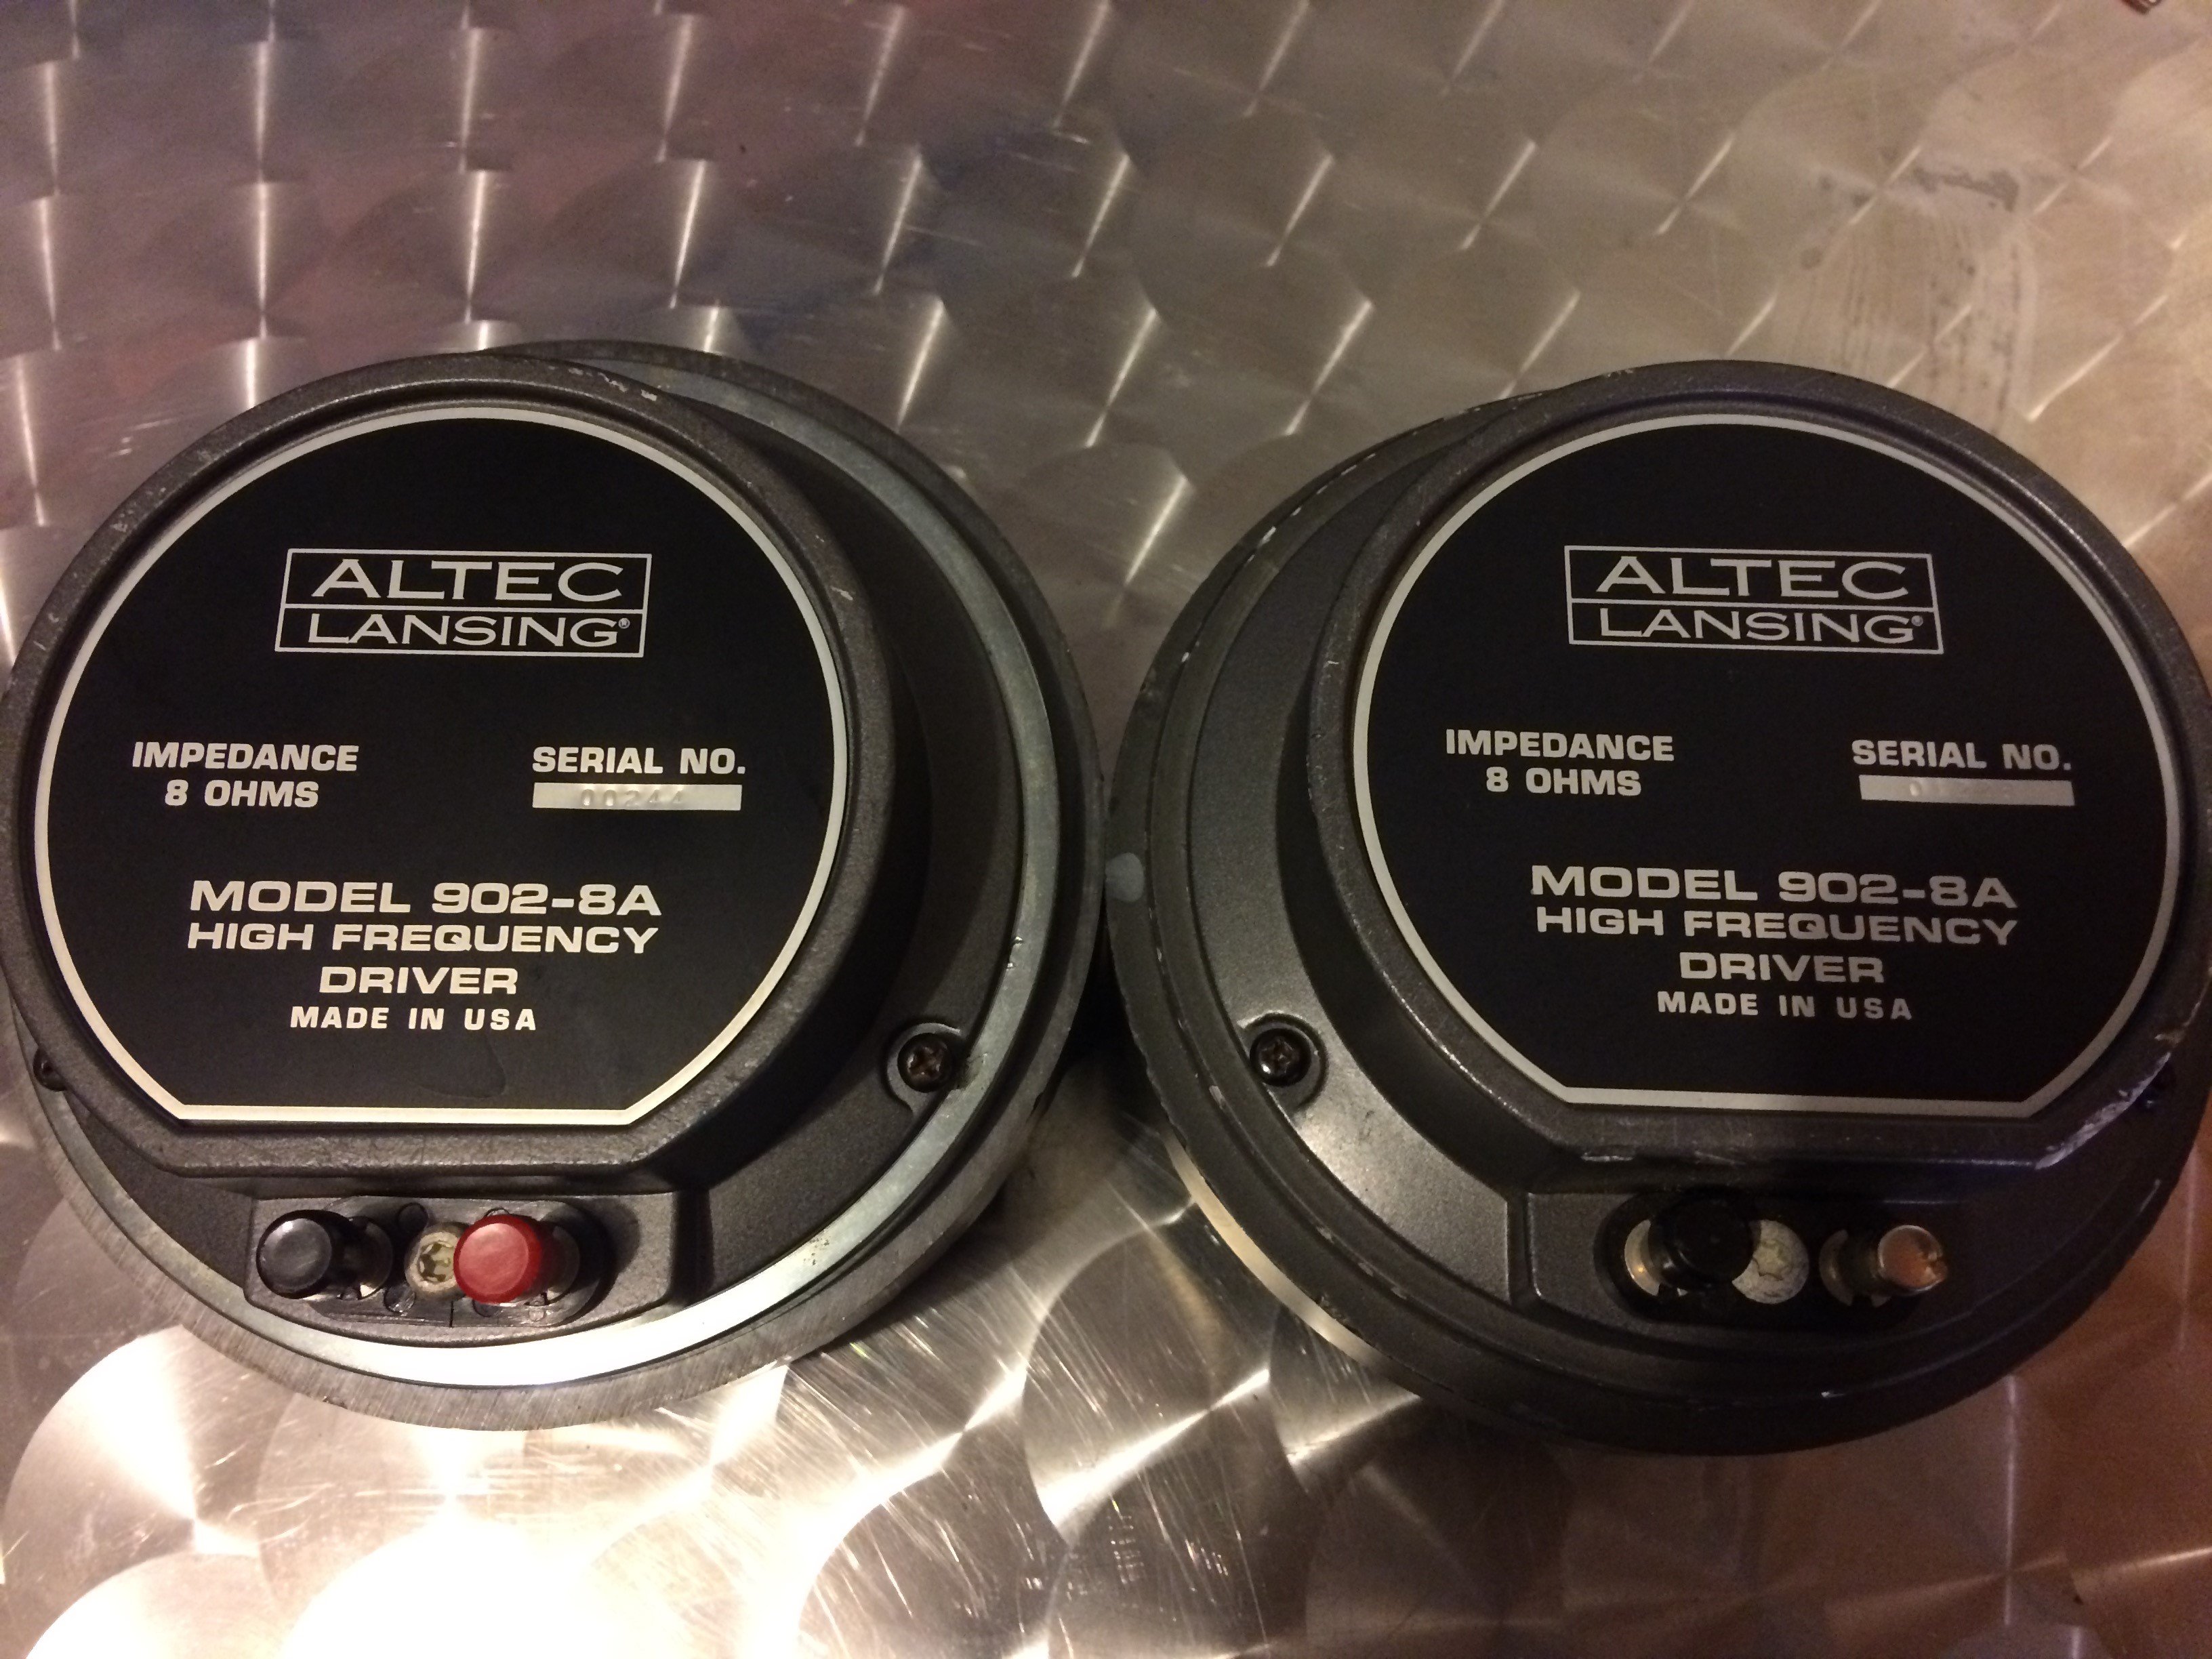 ALTEC
LANSING®
IMPEDANCE
8 OHMS
SERIAL NO.
00244
MODEL 902-8A
HIGH FREQUENCY
DRIVER
MADE IN USA
ALTEC
LANSING®
IMPEDANCE
8 OHMS
SERIAL NO.
MODEL 902-8A
HIGH FREQUENCY
DRIVER
MADE IN USA